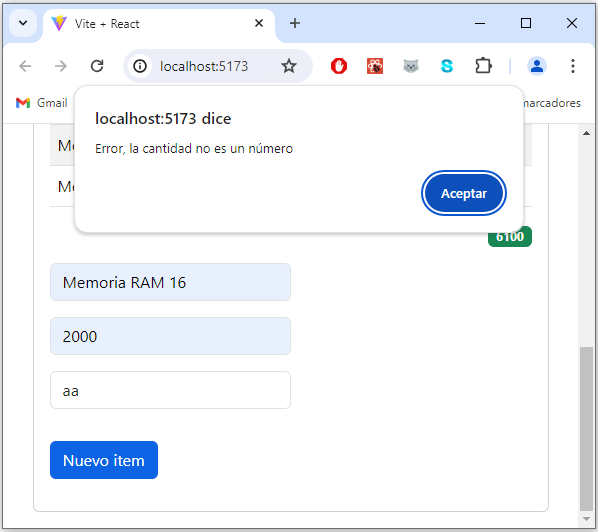 Vite + React
localhost:5173
Gmail
marcadores
localhost:5173 dice
Error, la cantidad no es un número
Aceptar
6100
Memoria RAM 16
2000
aa
Nuevo item